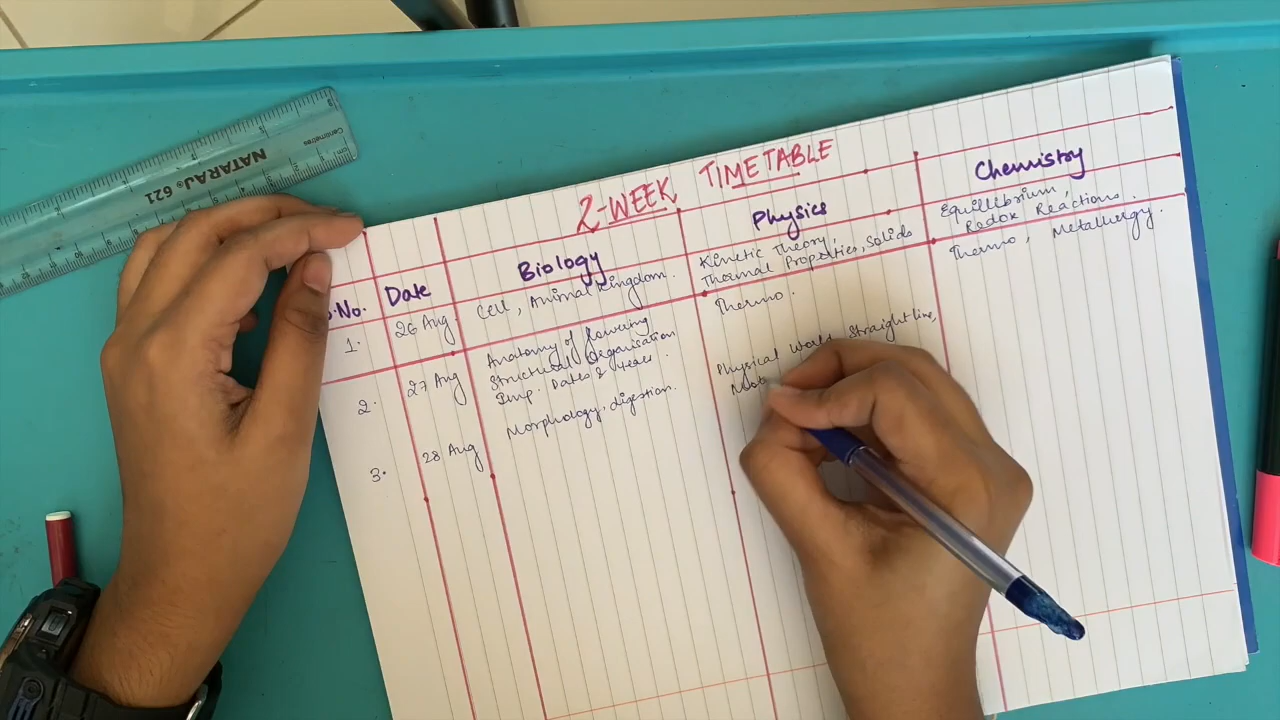 Centimetres
NATARAJ® 621
2-WEEK TIMETABLE
S.No.
Date
Biology
Physics
Chemistry
1.
26 Aug.
Cell, Animal Kingdom.
Kinetic Theory,
Thermal Properties, Solids
Equilibrium,
Redox Reactions.
2.
27 Aug
Anatomy of flowering
Structural Organisation
Imp. Dates & Years.
Thermo.
Thermo, Metallurgy.
3.
28 Aug
Morphology, digestion.
Physical World, Straight line,